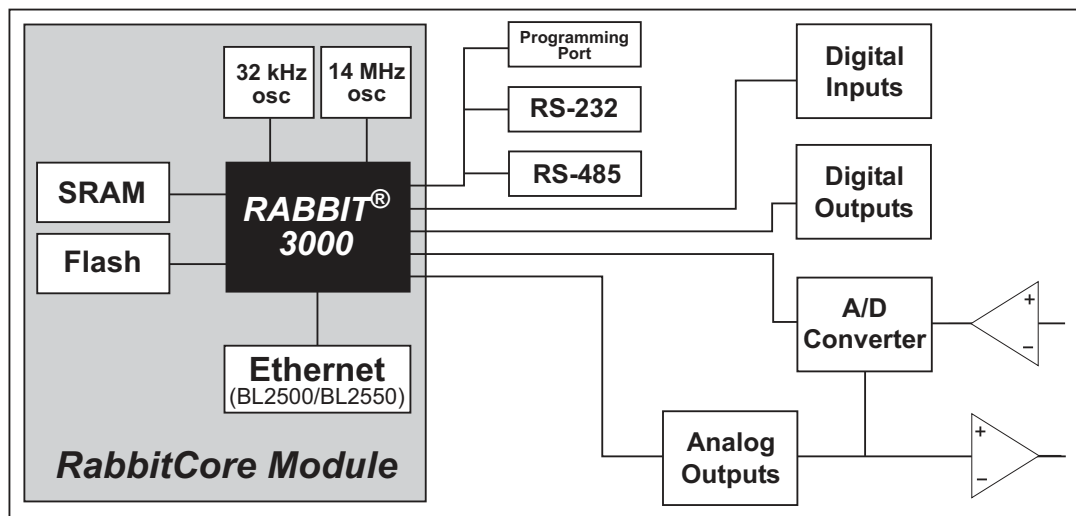 32 kHz
osc
14 MHz
osc
Programming
Port
Digital
Inputs
RS-232
SRAM
RABBIT®
3000
RS-485
Digital
Outputs
Flash
A/D
Converter
+
−
Ethernet
(BL2500/BL2550)
RabbitCore Module
Analog
Outputs
+
−